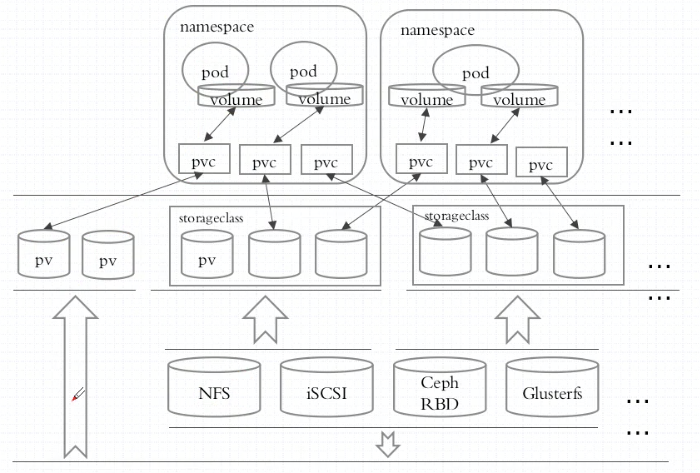 namespace
namespace
pod
pod
pod
volume
volume
volume
volume
pvc
pvc
pvc
pvc
pvc
pvc
...
...
storageclass
storageclass
pv
pv
pv
...
...
NFS
iSCSI
Ceph
RBD
Glusterfs
...
...